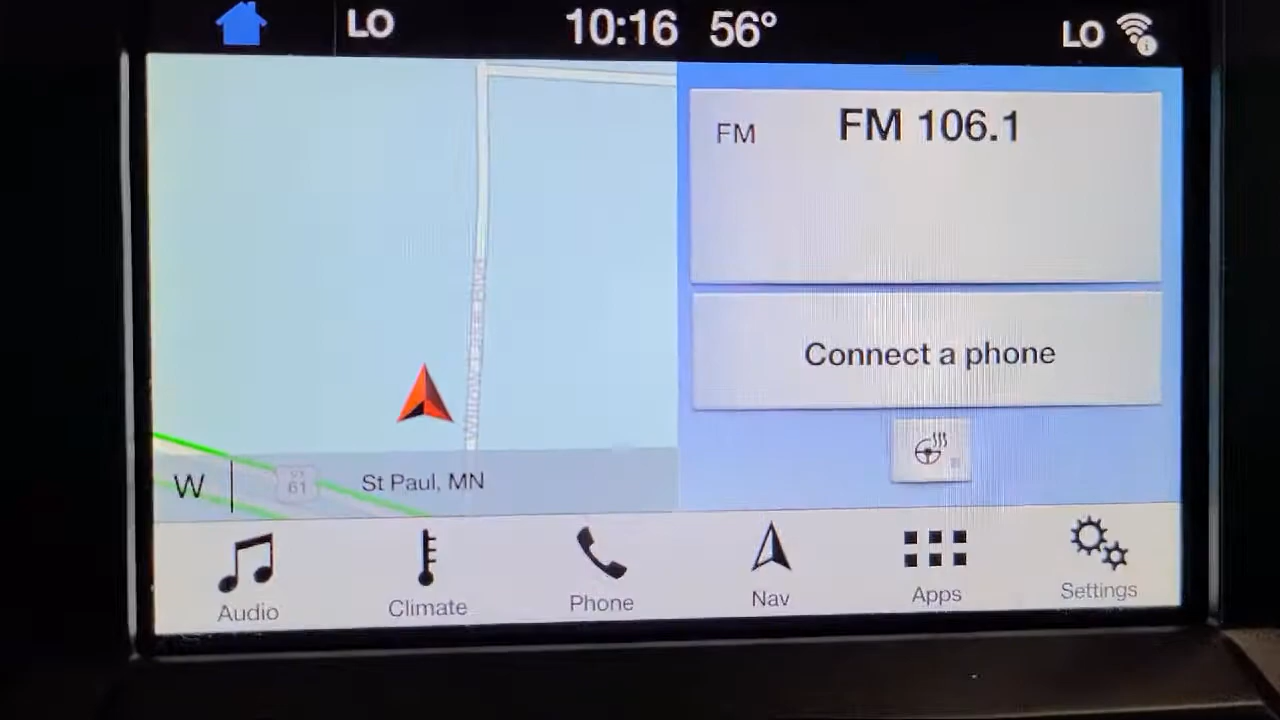 LO 10:16 56° LO
FM FM 106.1
Connect a phone
W
US
61
St Paul, MN
Audio Climate Phone Nav Apps Settings